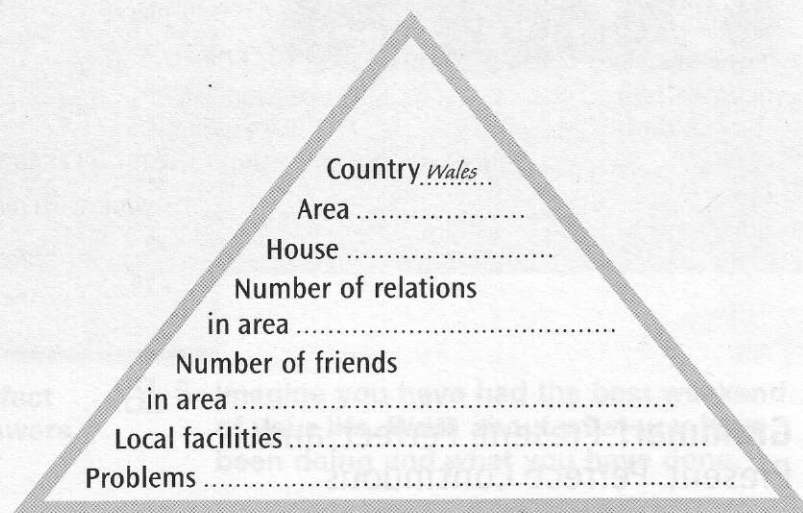 Country Wales
Area .....................
House ..........................
Number of relations
in area ........................................
Number of friends
in area ........................................................
Local facilities ........................................................
Problems ........................................................................